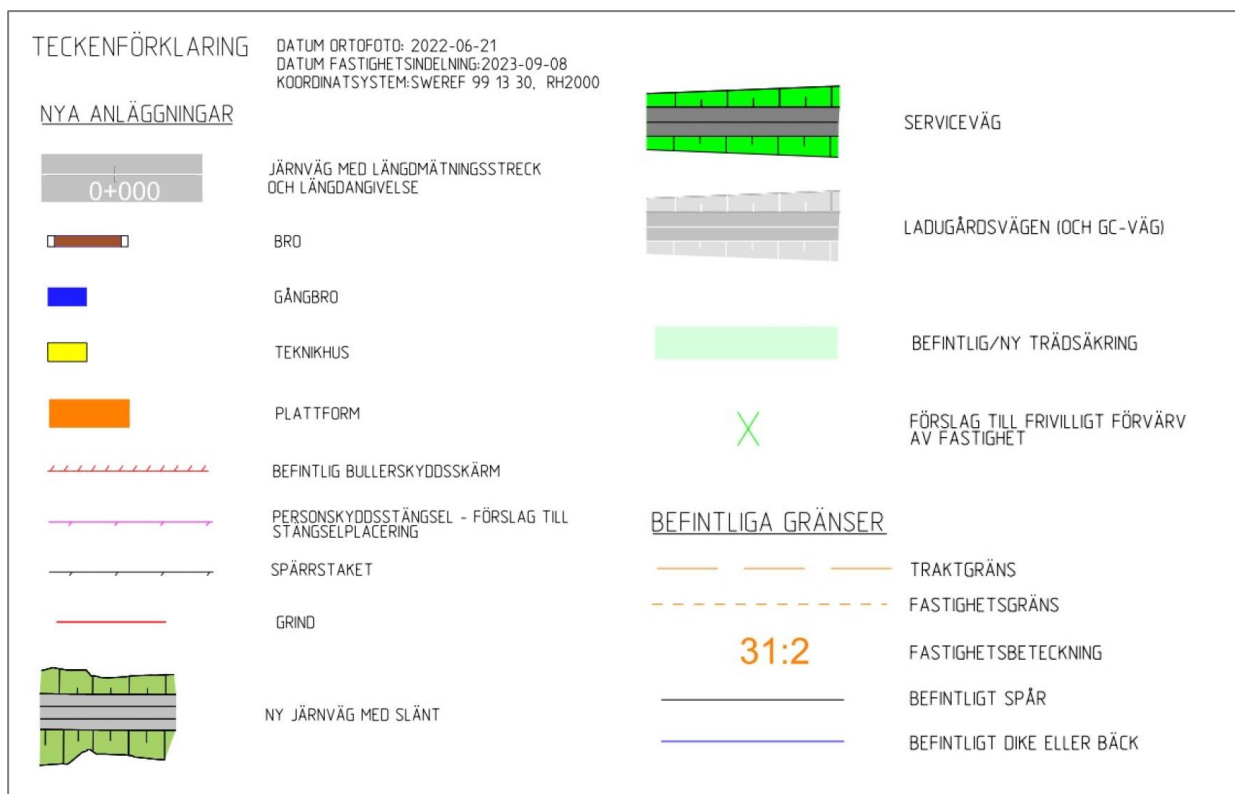 TECKENFÖRKLARING
DATUM ORTOFOTO: 2022-06-21
DATUM FASTIGHETSINDELNING:2023-09-08
KOORDINATSYSTEM:SWEREF 99 13 30, RH2000
NYA ANLÄGGNINGAR
0+000
JÄRNVÄG MED LÄNGDMÄTNINGSSTRECK
OCH LÄNGDANGIVELSE
BRO
GÅNGBRO
TEKNIKHUS
PLATTFORM
BEFINTLIG BULLERSKYDDSSKÄRM
PERSONSKYDDSSTÄNGSEL - FÖRSLAG TILL
STÄNGSELPLACERING
SPÄRRSTAKET
GRIND
NY JÄRNVÄG MED SLÄNT
SERVICEVÄG
LADUGÅRDSVÄGEN (OCH GC-VÄG)
BEFINTLIG/NY TRÄDSÄKRING
FÖRSLAG TILL FRIVILLIGT FÖRVÄRV
AV FASTIGHET
BEFINTLIGA GRÄNSER
TRAKTGRÄNS
FASTIGHETSGRÄNS
31:2
FASTIGHETSBETECKNING
BEFINTLIGT SPÅR
BEFINTLIGT DIKE ELLER BÄCK